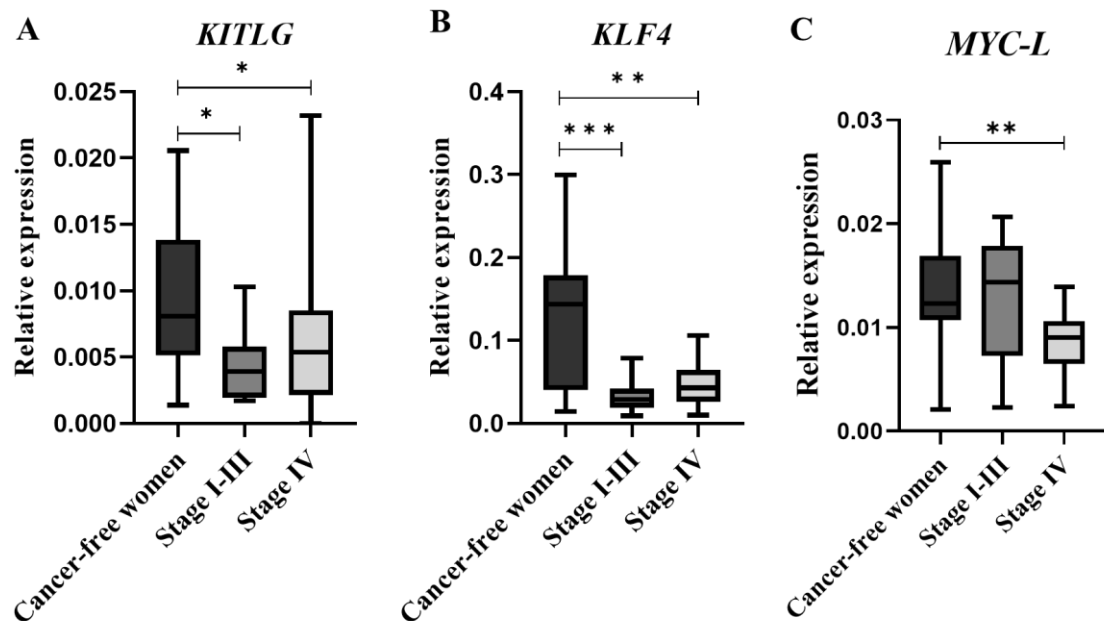 A
KITLG
*
*
0.025
0.020
0.015
0.010
0.005
0.000
Relative expression
Cancer-free women
Stage I-III
Stage IV
B
KLF4
* *
* * *
0.4
0.3
0.2
0.1
0.0
Relative expression
Cancer-free women
Stage I-III
Stage IV
C
MYC-L
**
0.03
0.02
0.01
0.00
Relative expression
Cancer-free women
Stage I-III
Stage IV